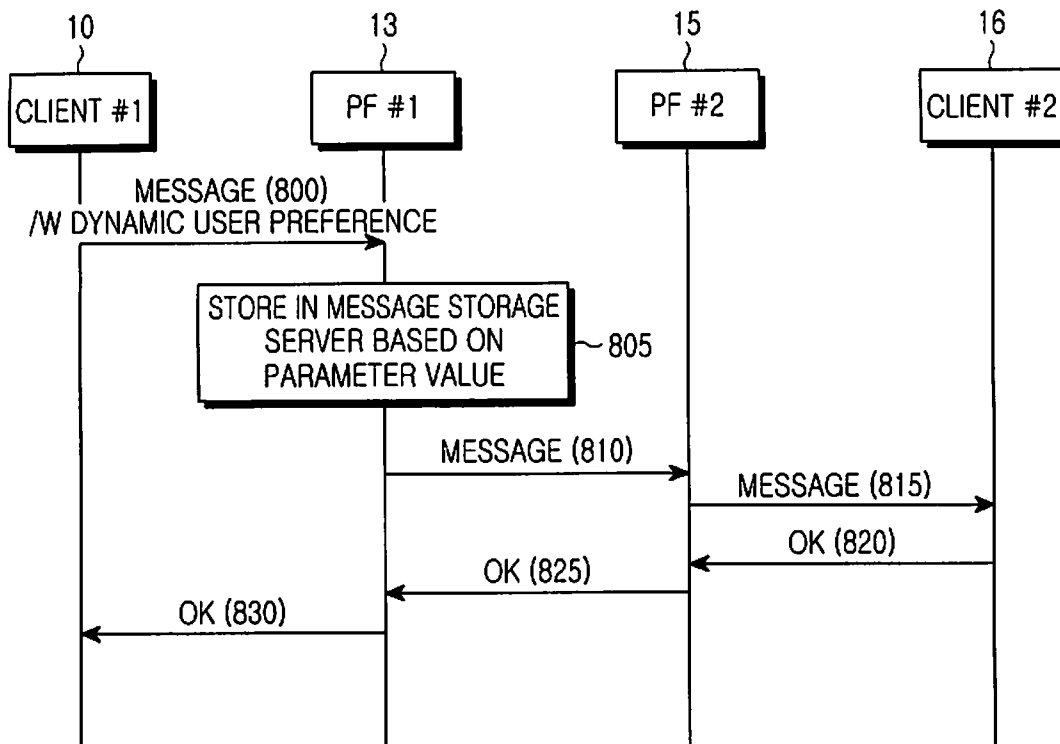 10
13
15
16
CLIENT #1
PF #1
PF #2
CLIENT #2
MESSAGE (800)
/W DYNAMIC USER PREFERENCE
STORE IN MESSAGE STORAGE
SERVER BASED ON
PARAMETER VALUE
805
MESSAGE (810)
MESSAGE (815)
OK (820)
OK (825)
OK (830)